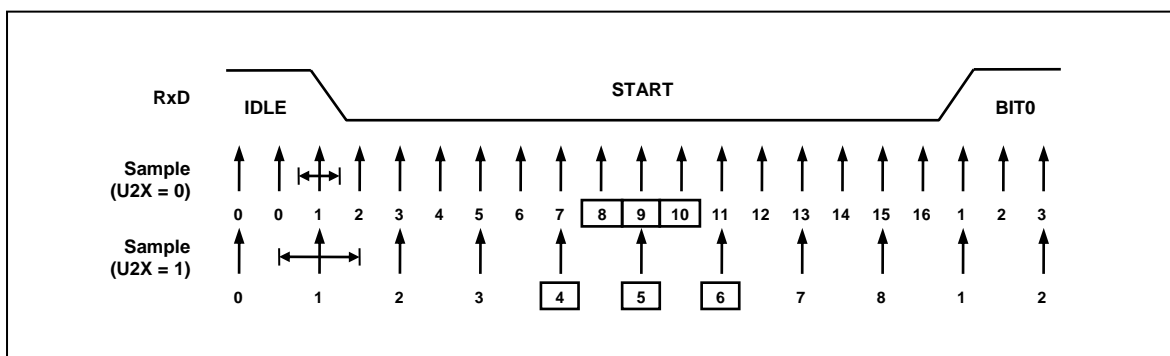 RxD
IDLE
START
BIT0
Sample
(U2X = 0)
0 0 1 2 3 4 5 6 7 8 9 10 11 12 13 14 15 16 1 2 3
Sample
(U2X = 1)
0 1 2 3 4 5 6 7 8 1 2